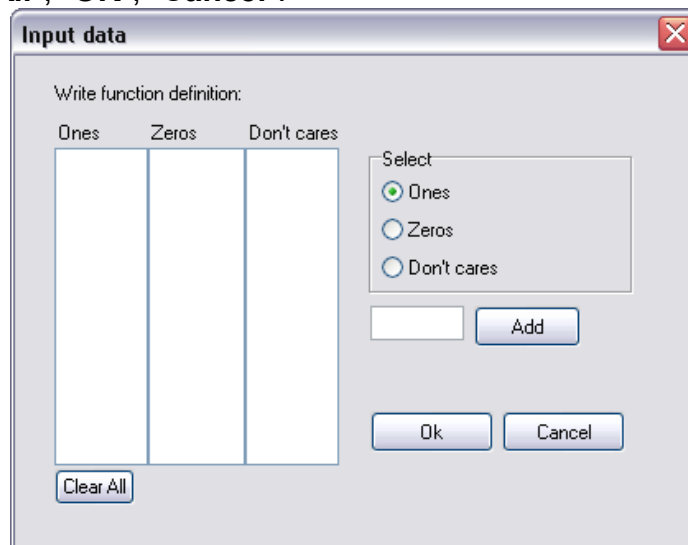 Input data
Write function definition:
Ones Zeros Don't cares
Select
Ones
Zeros
Don't cares
Add
Ok Cancel
Clear All